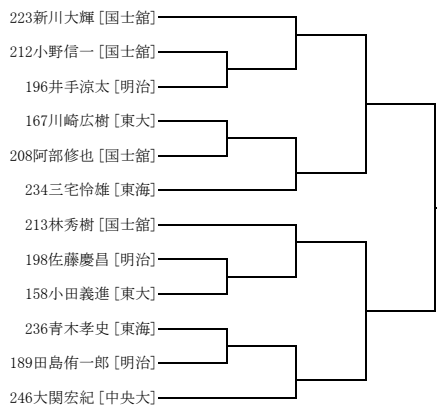 223新川大輝［国士舘］
212小野信一［国士舘］
196井手涼太［明治］
167川崎広樹［東大］
208阿部修也［国士舘］
234三宅怜雄［東海］
213林秀樹［国士舘］
198佐藤慶昌［明治］
158小田義進［東大］
236青木孝史［東海］
189田島侑一郎［明治］
246大関宏紀［中央大］